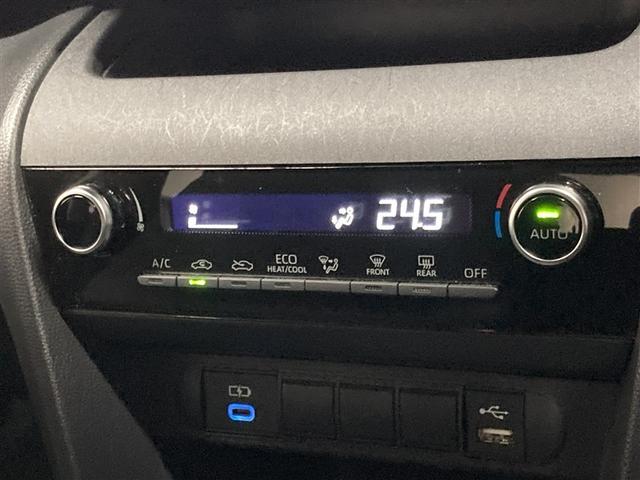 24.5
AUTO
A/C
ECO
HEAT/COOL
FRONT
REAR
OFF